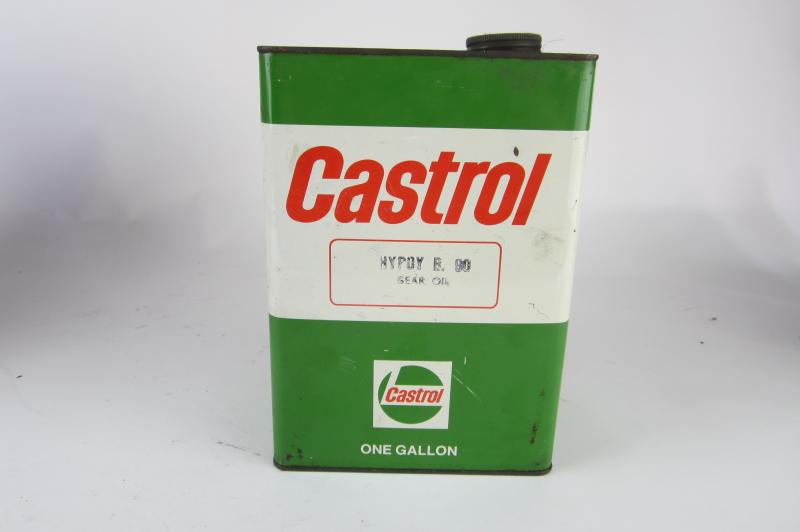 Castrol
HYPOY B. 90
GEAR OIL
Castrol
ONE GALLON